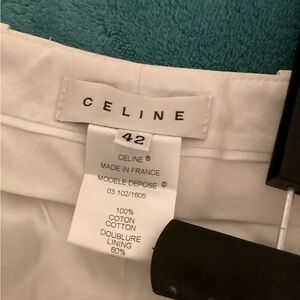 CELINE
42
CELINE ®
MADE IN FRANCE
MODELE DEPOSE ©
03 102/1605
100%
COTON
COTTON
DOUBLURE
LINING
60%